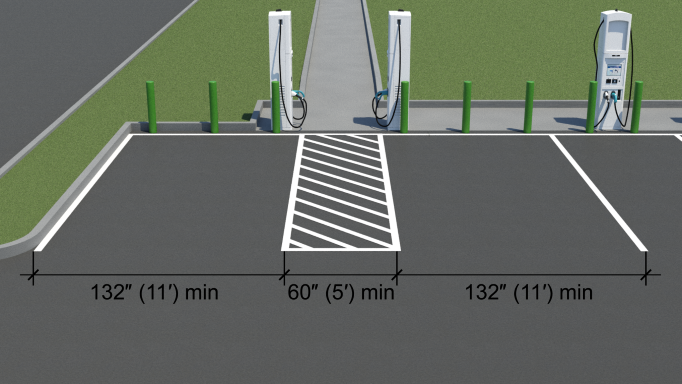 132″ (11′) min
60″ (5′) min
132″ (11′) min